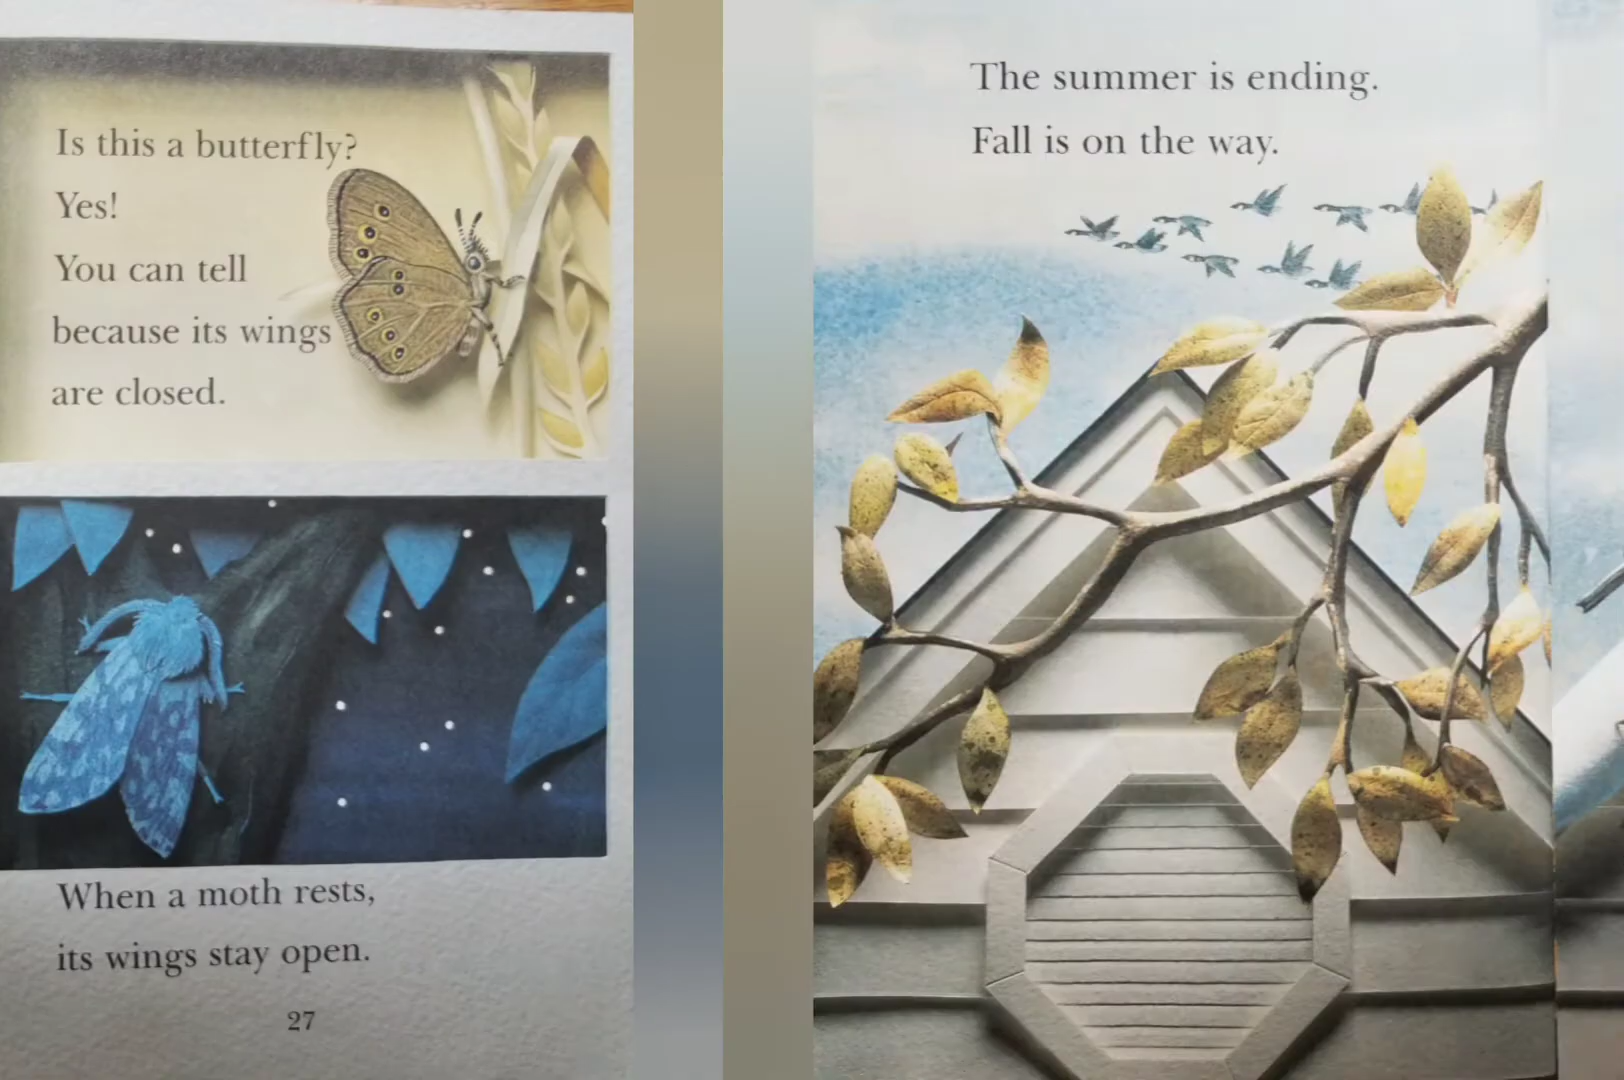 Is this a butterfly?
Yes!
You can tell
because its wings
are closed.
When a moth rests,
its wings stay open.
27
The summer is ending.
Fall is on the way.